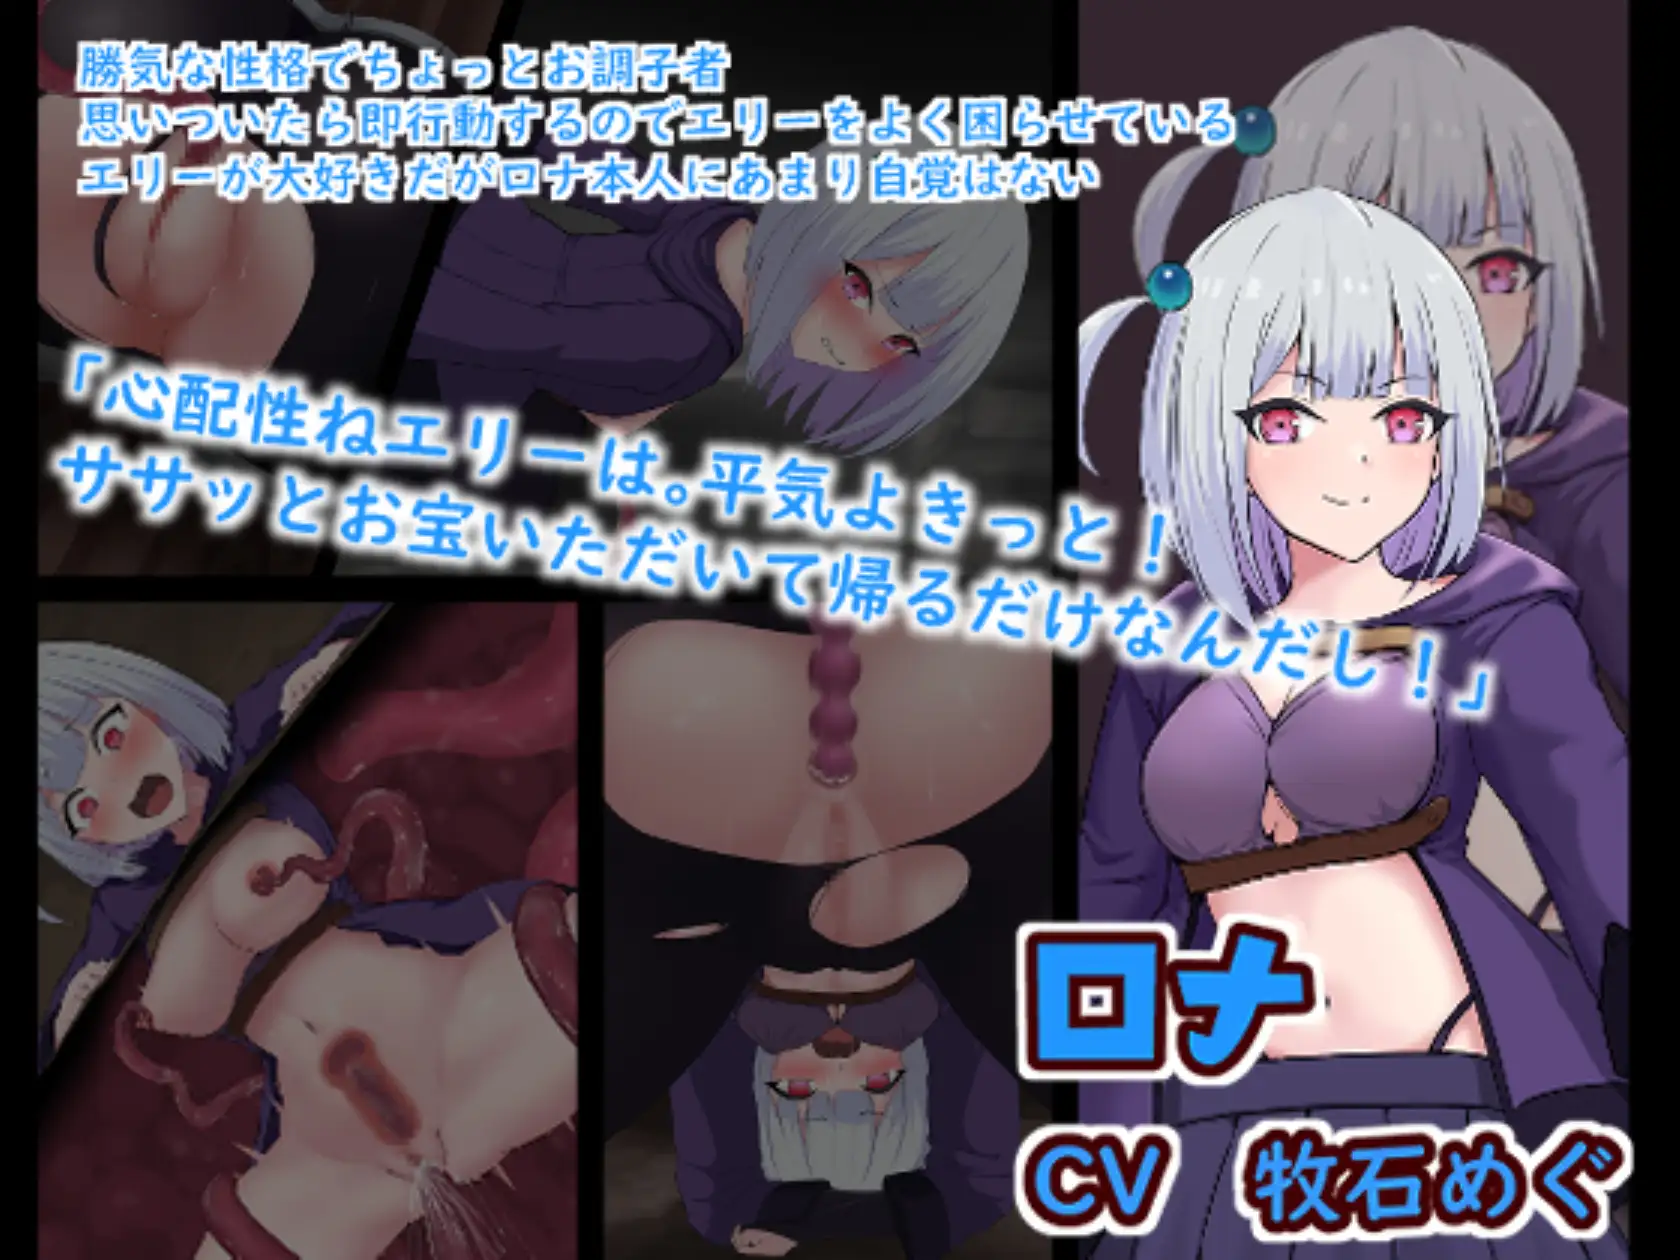 勝気な性格でちょっとお調子者
思いついたら即行動するのでエリーをよく困らせている
エリーが大好きだがロナ本人にあまり自覚はない
「心配性ねエリーは。平気よきっと！
ササッとお宝いただいて帰るだけなんだし！」
ロナ
CV 牧石めぐ